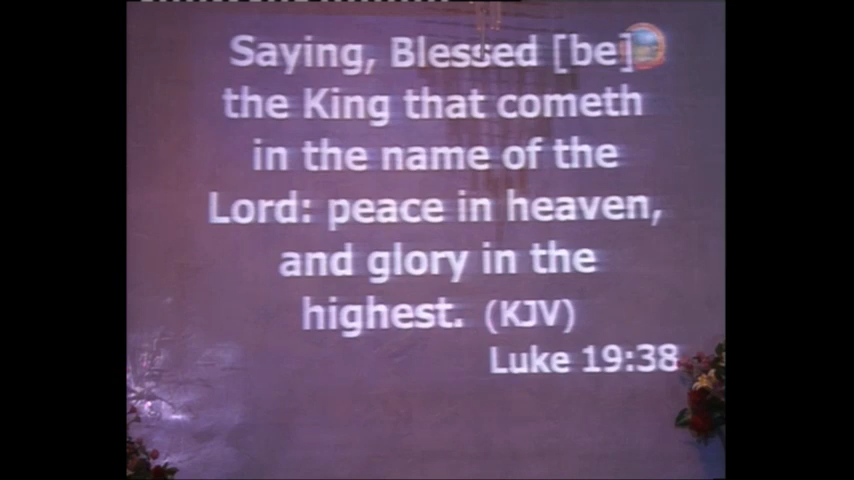 Saying, Blessed [be]
the King that cometh
in the name of the
Lord: peace in heaven,
and glory in the
highest. (KJV)
Luke 19:38